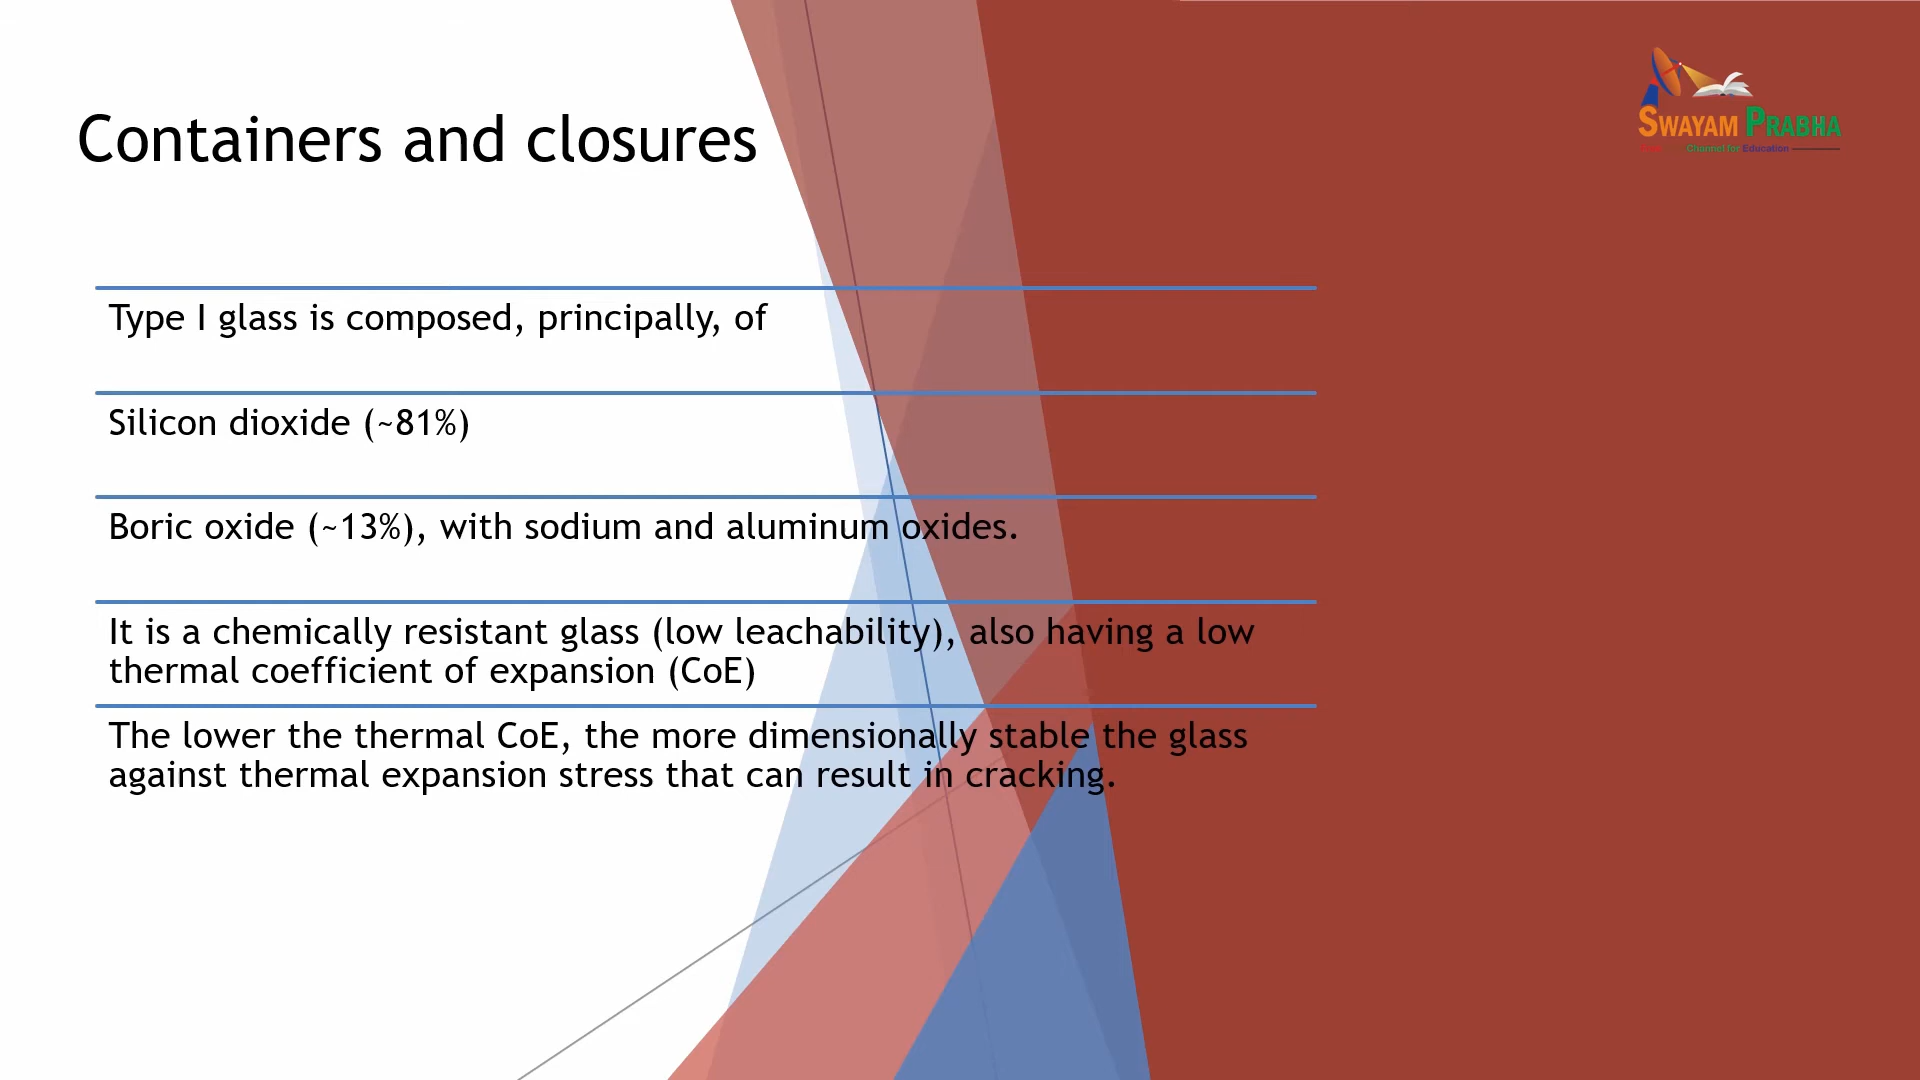 Containers and closures
SWAYAM PRABHA
Channel for Education
Type I glass is composed, principally, of
Silicon dioxide (~81%)
Boric oxide (~13%), with sodium and aluminum oxides.
It is a chemically resistant glass (low leachability), also having a low
thermal coefficient of expansion (CoE)
The lower the thermal CoE, the more dimensionally stable the glass
against thermal expansion stress that can result in cracking.